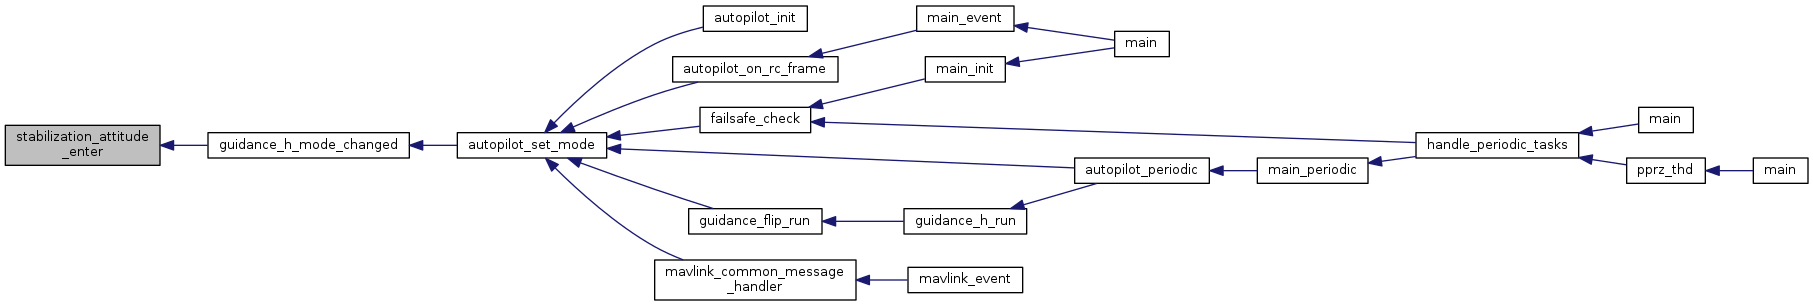 stabilization_attitude
_enter
guidance_h_mode_changed
autopilot_set_mode
autopilot_init
autopilot_on_rc_frame
main_event
main
main_init
failsafe_check
handle_periodic_tasks
main
pprz_thd
main
autopilot_periodic
main_periodic
guidance_flip_run
guidance_h_run
mavlink_common_message
_handler
mavlink_event